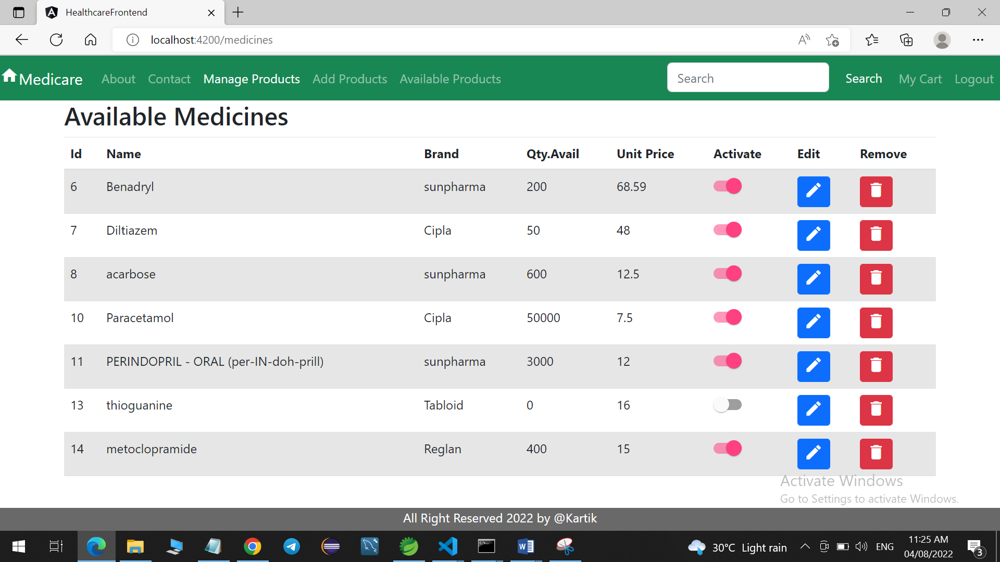 HealthcareFrontend
localhost:4200/medicines
Medicare About Contact Manage Products Add Products Available Products Search Search My Cart Logout
Available Medicines
Id Name Brand Qty.Avail Unit Price Activate Edit Remove
6 Benadryl sunpharma 200 68.59
7 Diltiazem Cipla 50 48
8 acarbose sunpharma 600 12.5
10 Paracetamol Cipla 50000 7.5
11 PERINDOPRIL - ORAL (per-IN-doh-prill) sunpharma 3000 12
13 thioguanine Tabloid 0 16
14 metoclopramide Reglan 400 15
Activate Windows
Go to Settings to activate Windows.
All Right Reserved 2022 by @Kartik
30°C Light rain ENG 11:25 AM
04/08/2022
3